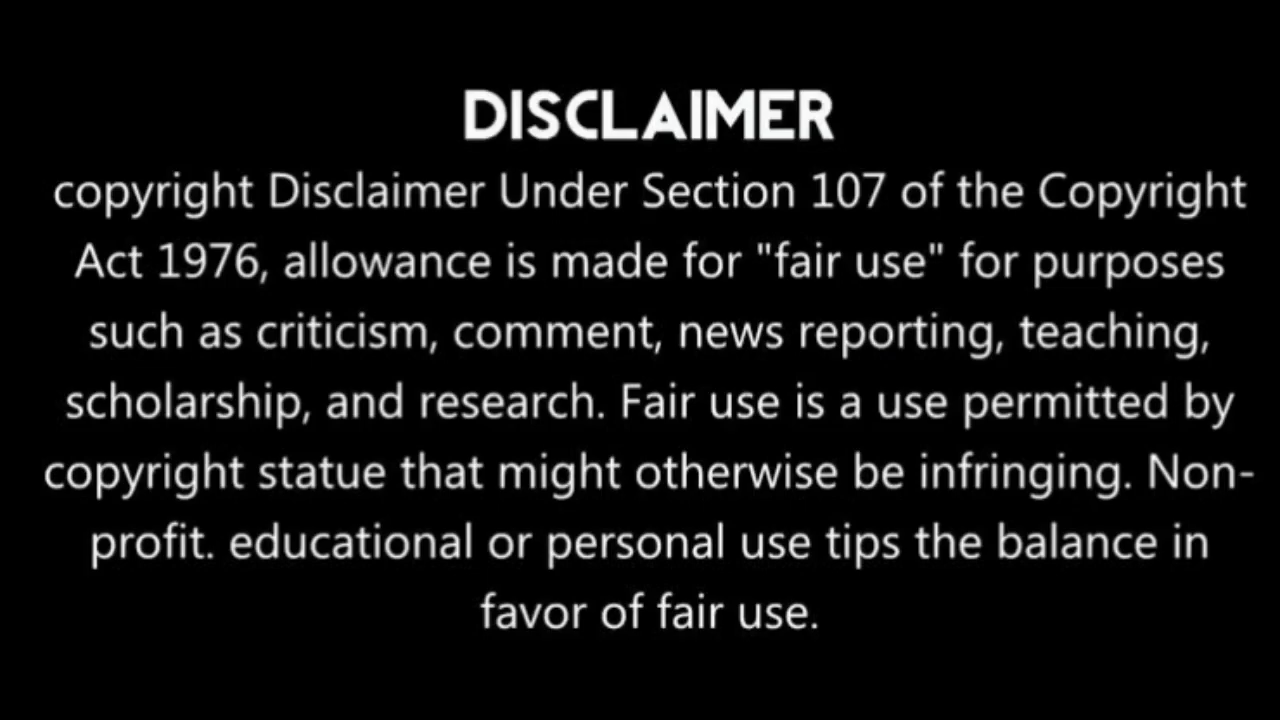 DISCLAIMER
copyright Disclaimer Under Section 107 of the Copyright
Act 1976, allowance is made for "fair use" for purposes
such as criticism, comment, news reporting, teaching,
scholarship, and research. Fair use is a use permitted by
copyright statue that might otherwise be infringing. Non-
profit. educational or personal use tips the balance in
favor of fair use.